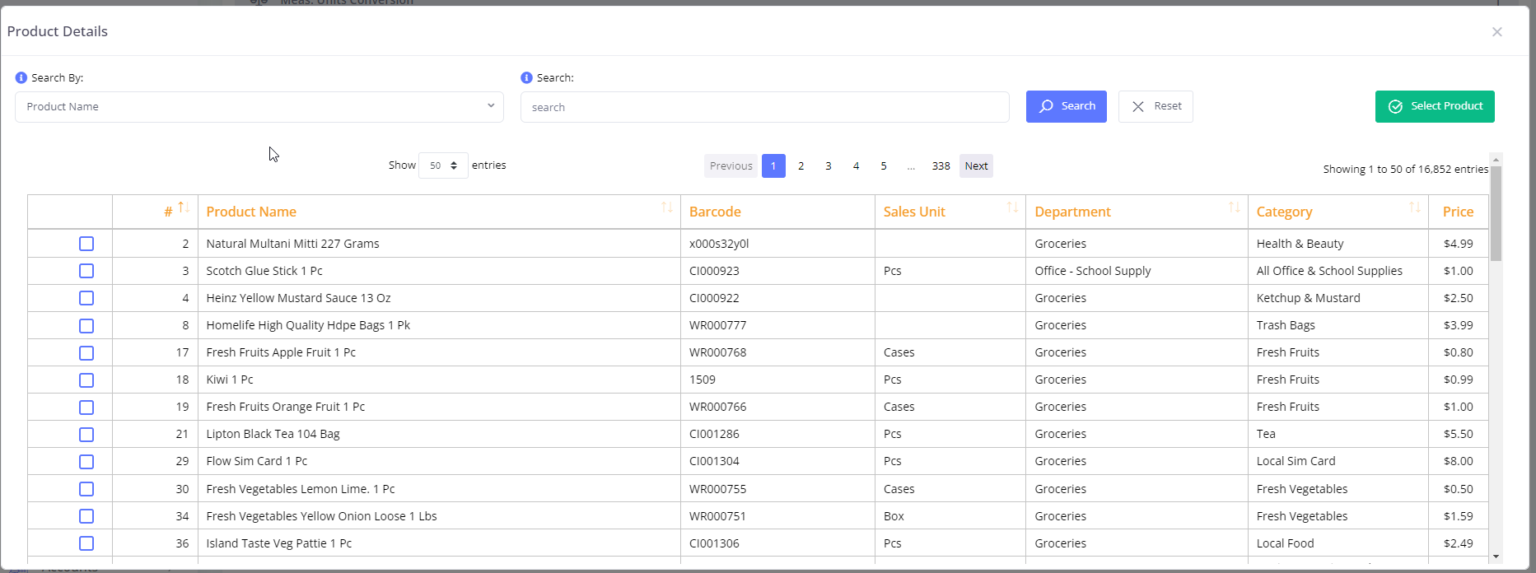 Meas. Units Conversion
Product Details
Search By: Search:
Product Name search Search Reset Select Product
Show 50 entries Previous 1 2 3 4 5 ... 338 Next Showing 1 to 50 of 16,852 entries
# Product Name Barcode Sales Unit Department Category Price
2 Natural Multani Mitti 227 Grams x000s32y0l Groceries Health & Beauty $4.99
3 Scotch Glue Stick 1 Pc CI000923 Pcs Office - School Supply All Office & School Supplies $1.00
4 Heinz Yellow Mustard Sauce 13 Oz CI000922 Groceries Ketchup & Mustard $2.50
8 Homelife High Quality Hdpe Bags 1 Pk WR000777 Groceries Trash Bags $3.99
17 Fresh Fruits Apple Fruit 1 Pc WR000768 Cases Groceries Fresh Fruits $0.80
18 Kiwi 1 Pc 1509 Pcs Groceries Fresh Fruits $0.99
19 Fresh Fruits Orange Fruit 1 Pc WR000766 Cases Groceries Fresh Fruits $1.00
21 Lipton Black Tea 104 Bag CI001286 Pcs Groceries Tea $5.50
29 Flow Sim Card 1 Pc CI001304 Pcs Groceries Local Sim Card $8.00
30 Fresh Vegetables Lemon Lime. 1 Pc WR000755 Cases Groceries Fresh Vegetables $0.50
34 Fresh Vegetables Yellow Onion Loose 1 Lbs WR000751 Box Groceries Fresh Vegetables $1.59
36 Island Taste Veg Pattie 1 Pc CI001306 Pcs Groceries Local Food $2.49
Accounts